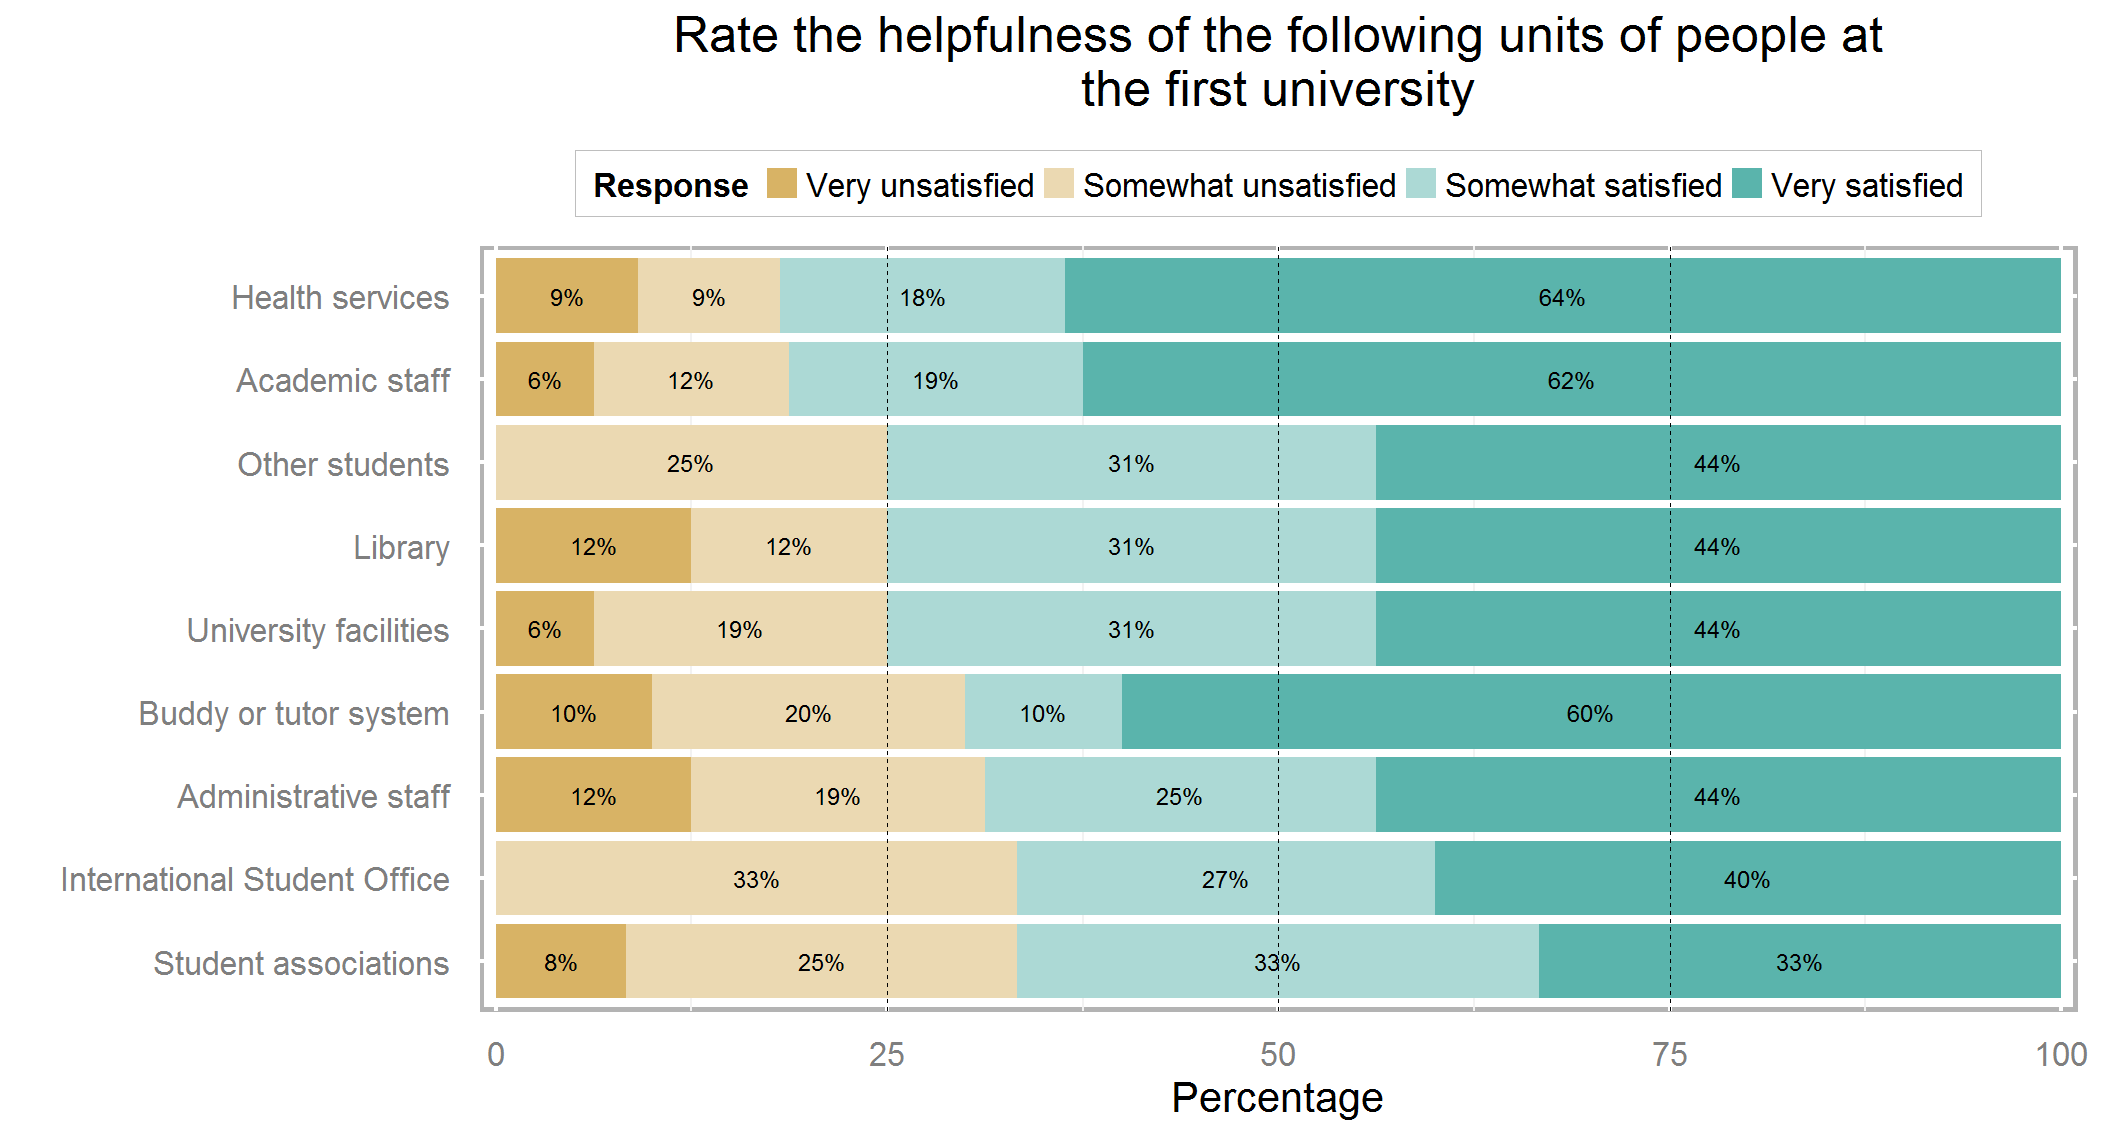 Rate the helpfulness of the following units of people at
the first university
Response Very unsatisfied Somewhat unsatisfied Somewhat satisfied Very satisfied
Health services 9% 9% 18% 64%
Academic staff 6% 12% 19% 62%
Other students 25% 31% 44%
Library 12% 12% 31% 44%
University facilities 6% 19% 31% 44%
Buddy or tutor system 10% 20% 10% 60%
Administrative staff 12% 19% 25% 44%
International Student Office 33% 27% 40%
Student associations 8% 25% 33% 33%
0 25 50 75 100
Percentage